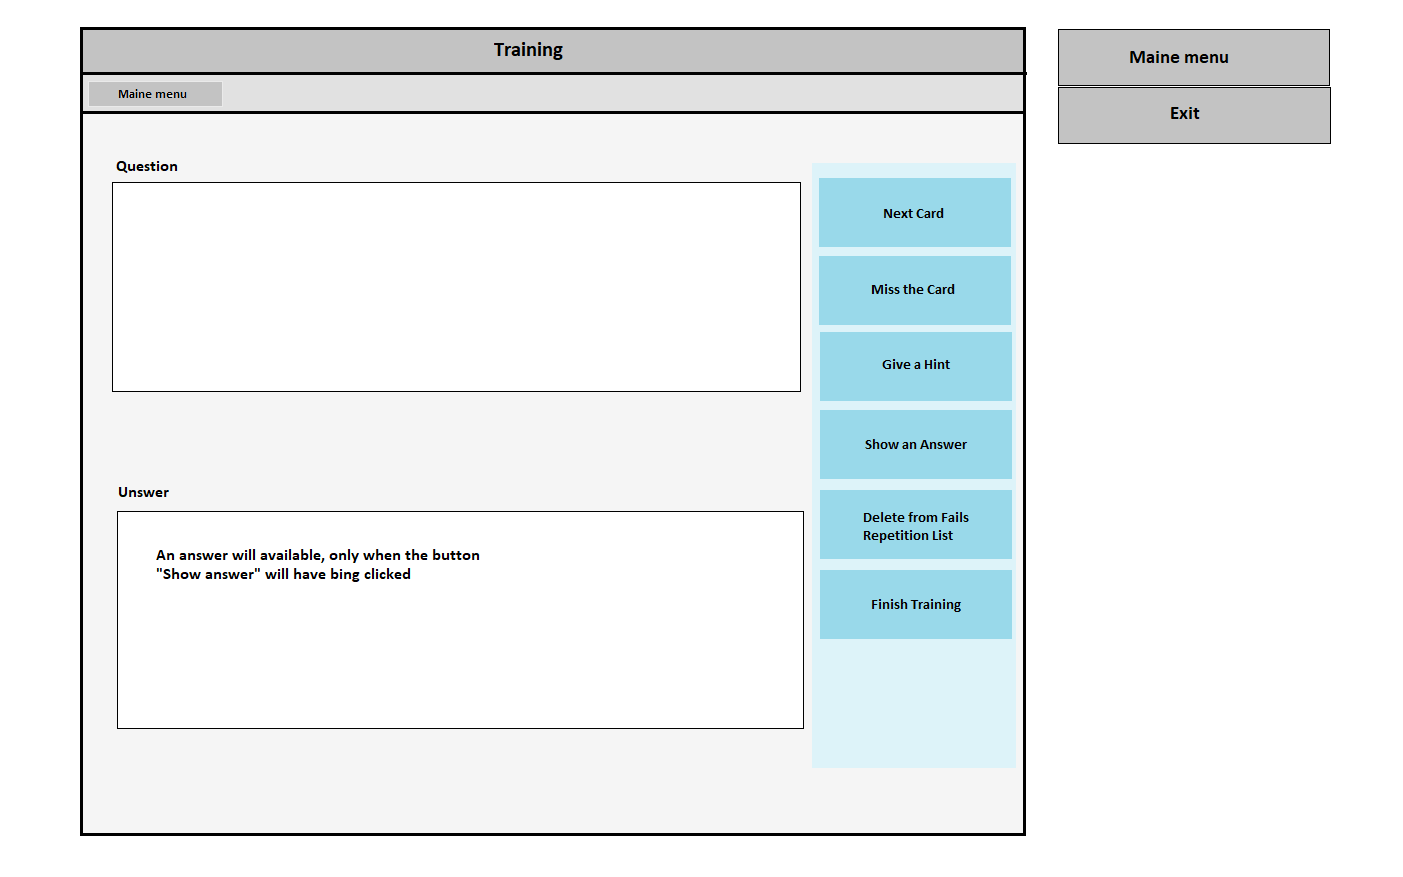 Training
Maine menu
Maine menu
Exit
Question
Next Card
Miss the Card
Give a Hint
Show an Answer
Unswer
An answer will available, only when the button
"Show answer" will have bing clicked
Delete from Fails
Repetition List
Finish Training